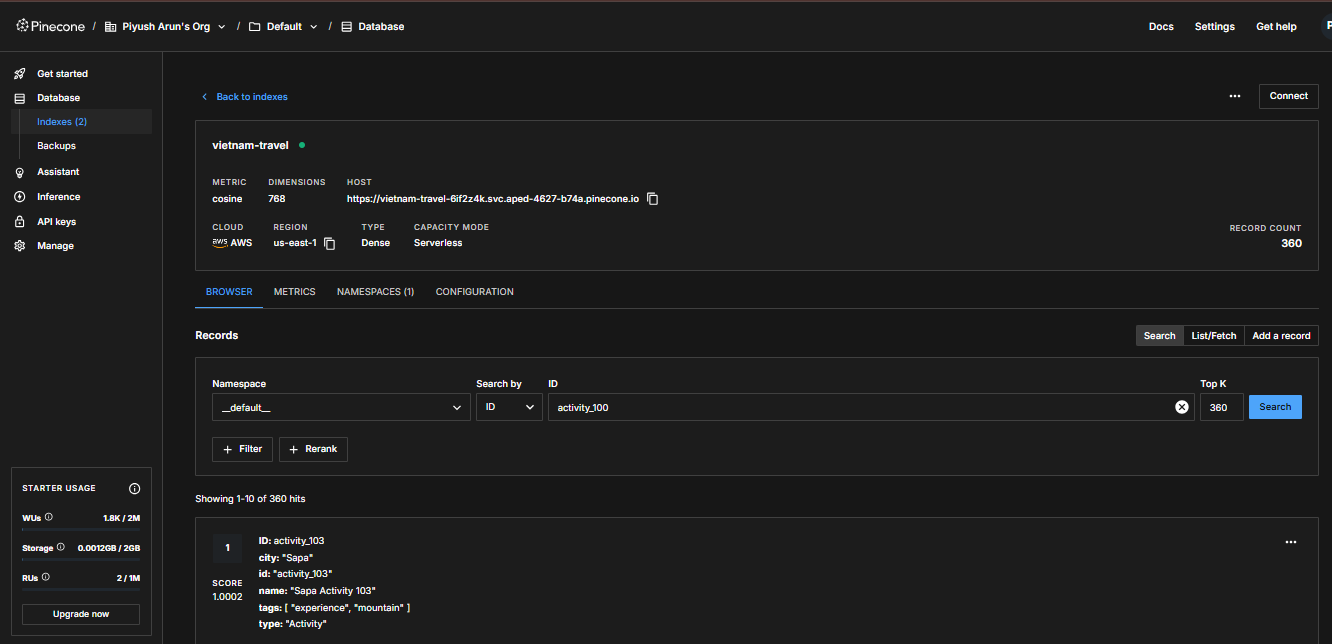 Pinecone / Piyush Arun's Org / Default / Database Docs Settings Get help
Get started
Database
Indexes (2)
Backups
Assistant
Inference
API keys
Manage
STARTER USAGE
WUs 1.8K / 2M
Storage 0.0012GB / 2GB
RUs 2 / 1M
Upgrade now
Back to indexes
Connect
vietnam-travel
METRIC DIMENSIONS HOST
cosine 768 https://vietnam-travel-6if2z4k.svc.aped-4627-b74a.pinecone.io
CLOUD REGION TYPE CAPACITY MODE RECORD COUNT
aws AWS us-east-1 Dense Serverless 360
BROWSER METRICS NAMESPACES (1) CONFIGURATION
Records Search List/Fetch Add a record
Namespace Search by ID Top K
__default__ ID activity_100 360 Search
+ Filter + Rerank
Showing 1-10 of 360 hits
1
SCORE
1.0002
ID: activity_103
city: "Sapa"
id: "activity_103"
name: "Sapa Activity 103"
tags: [ "experience", "mountain" ]
type: "Activity"